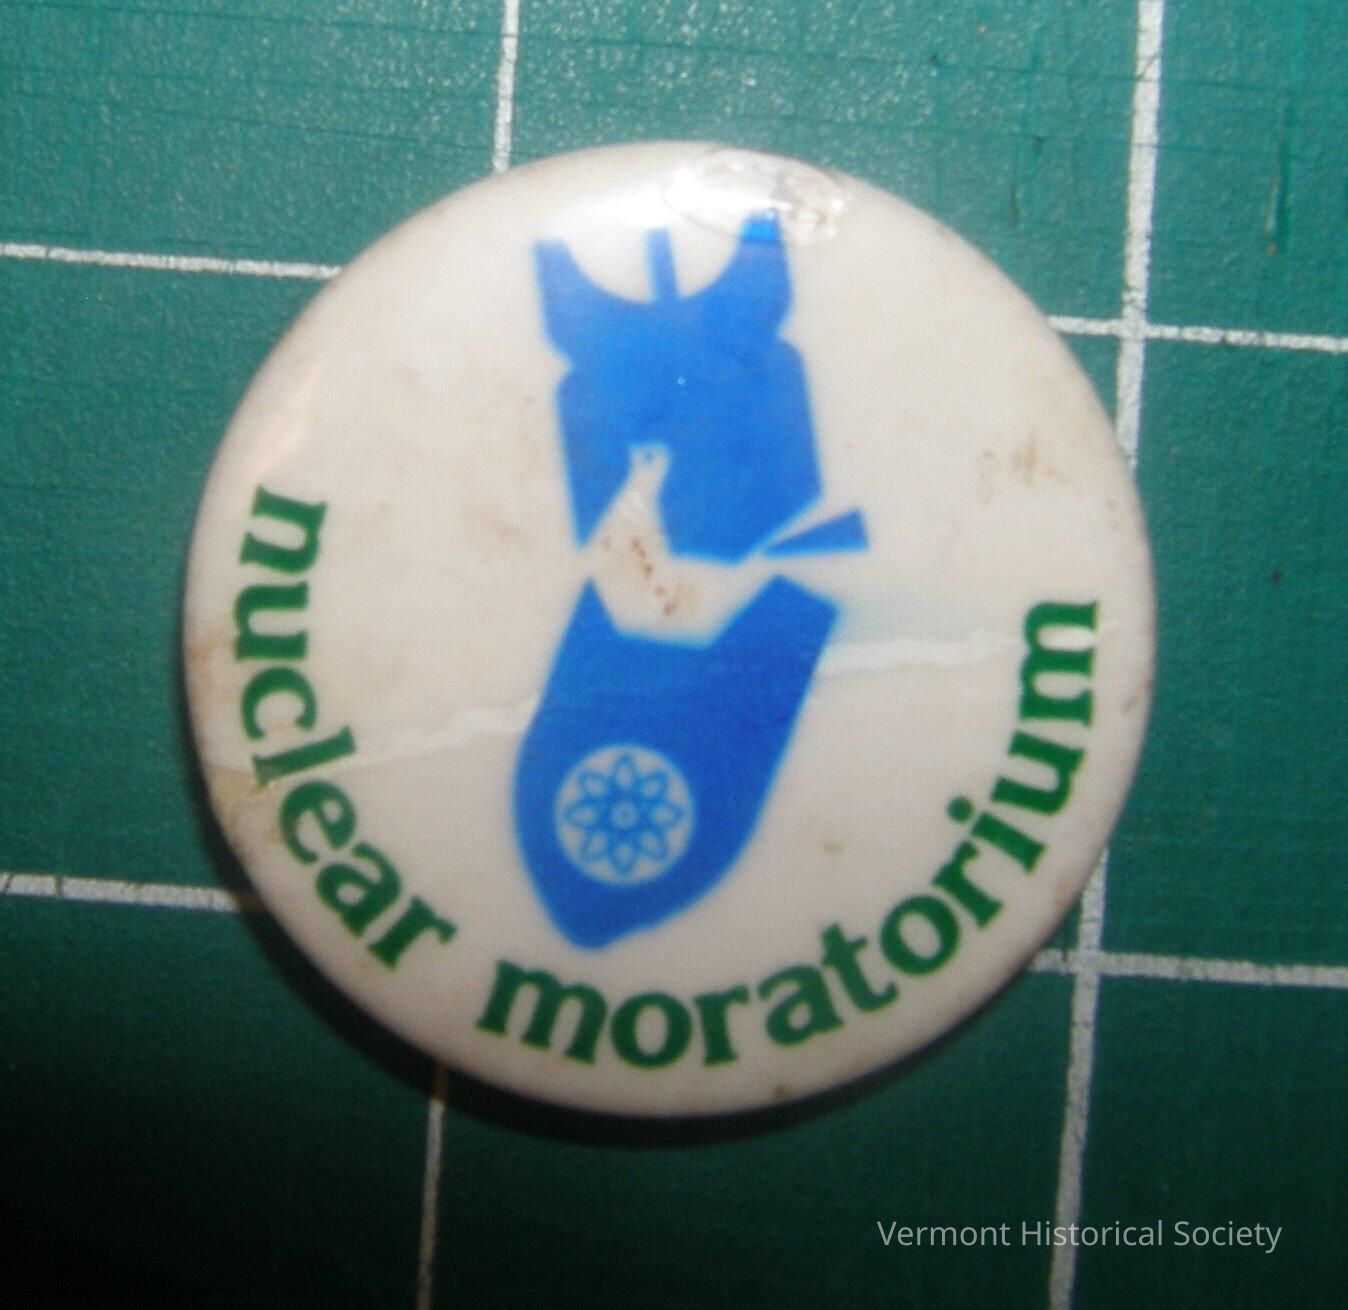 nuclear moratorium
Vermont Historical Society